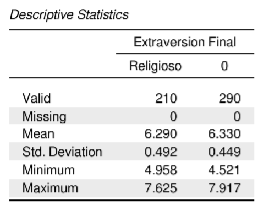 Descriptive Statistics
Extraversion Final
Religioso 0
Valid 210 290
Missing 0 0
Mean 6.290 6.330
Std. Deviation 0.492 0.449
Minimum 4.958 4.521
Maximum 7.625 7.917